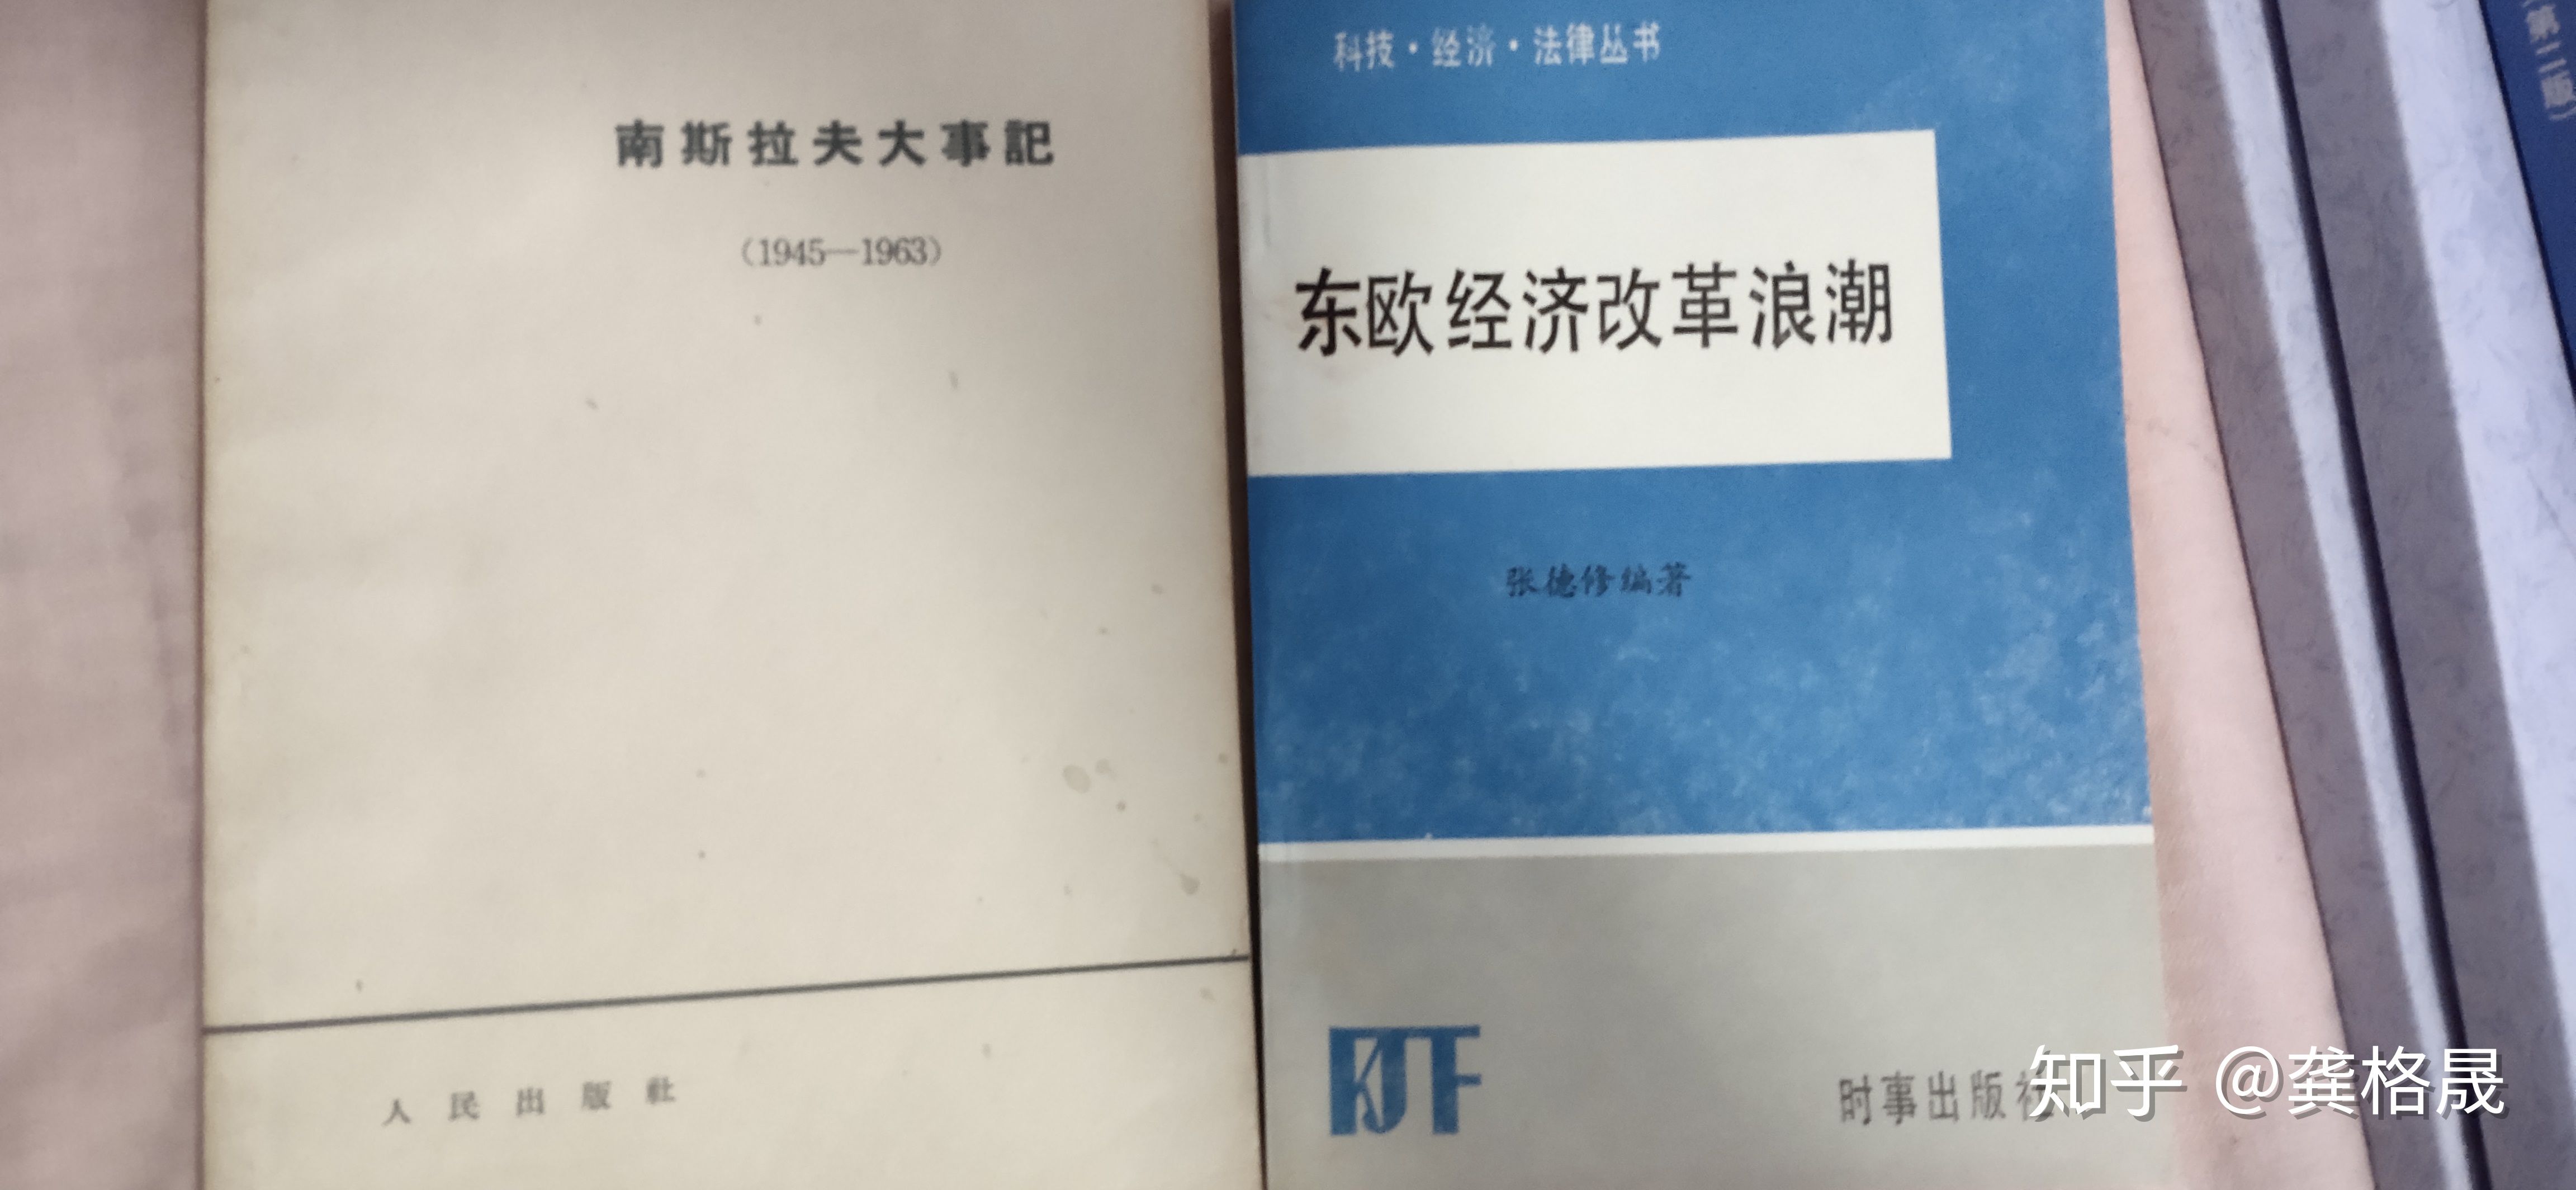 南斯拉夫大事記
(1945—1963)
人民出版社
科技·经济·法律丛书
东欧经济改革浪潮
张德修编著
KJF
时事出版社
第二版)
知乎 @龚格晟